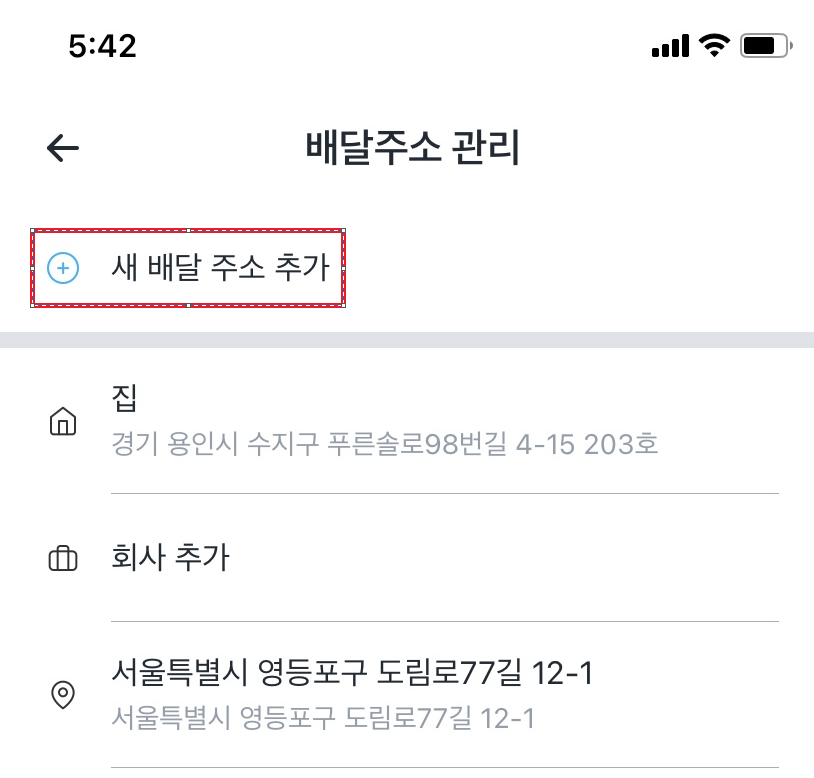 5:42
배달주소 관리
새 배달 주소 추가
집
경기 용인시 수지구 푸른솔로98번길 4-15 203호
회사 추가
서울특별시 영등포구 도림로77길 12-1
서울특별시 영등포구 도림로77길 12-1